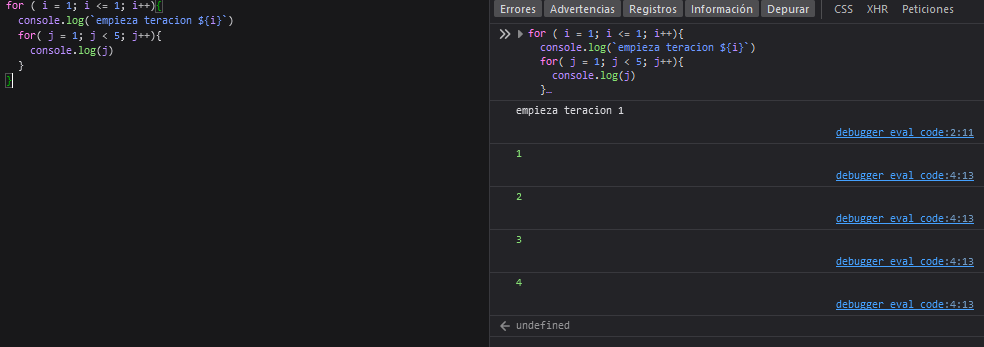 for ( i = 1; i <= 1; i++){
console.log(`empieza teracion ${i}`)
for( j = 1; j < 5; j++){
console.log(j)
}
}
Errores Advertencias Registros Información Depurar CSS XHR Peticiones
for ( i = 1; i <= 1; i++){
console.log(`empieza teracion ${i}`)
for( j = 1; j < 5; j++){
console.log(j)
}…
empieza teracion 1
debugger eval code:2:11
1
debugger eval code:4:13
2
debugger eval code:4:13
3
debugger eval code:4:13
4
debugger eval code:4:13
undefined